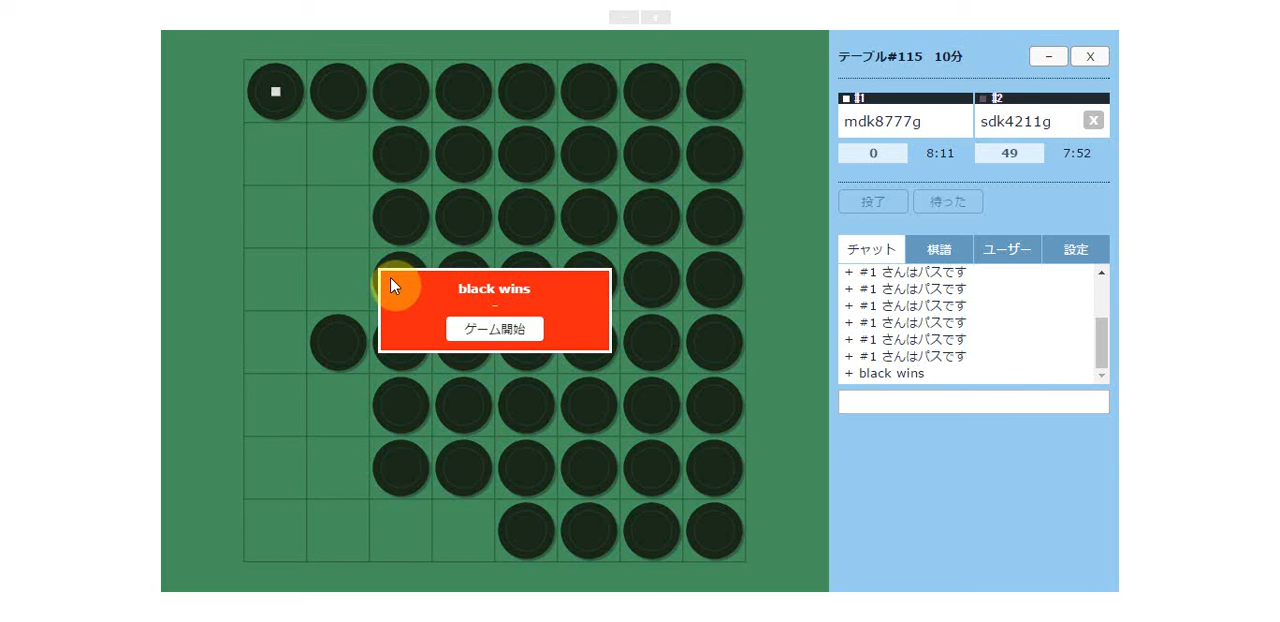 テーブル#115 10分
– X
#1 #2
mdk8777g sdk4211g X
0 8:11 49 7:52
投了 待った
チャット 棋譜 ユーザー 設定
+ #1 さんはパスです
+ #1 さんはパスです
+ #1 さんはパスです
+ #1 さんはパスです
+ #1 さんはパスです
+ #1 さんはパスです
+ black wins
black wins
–
ゲーム開始